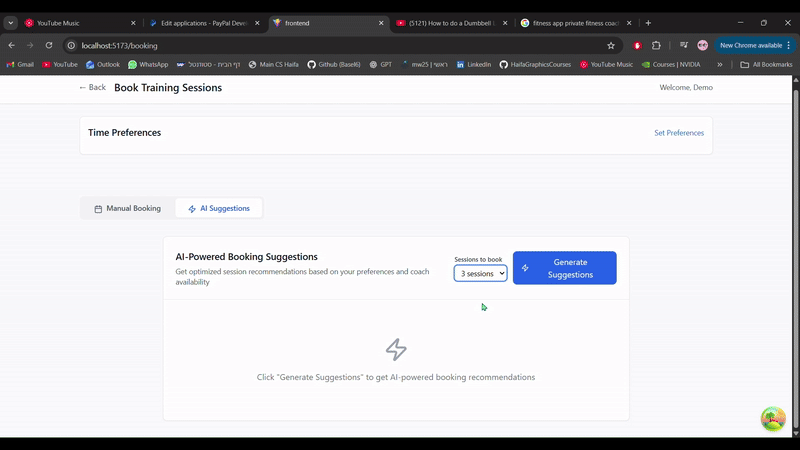 YouTube Music
Edit applications - PayPal Devel
frontend
(5121) How to do a Dumbbell
fitness app private fitness coac
localhost:5173/booking
New Chrome available
Gmail
YouTube
Outlook
WhatsApp
דף הבית - סטודנטל
Main CS Haifa
Github (Basel6)
GPT
mw25 | ראשי
LinkedIn
HaifaGraphicsCourses
YouTube Music
Courses | NVIDIA
»
All Bookmarks
← Back
Book Training Sessions
Welcome, Demo
Time Preferences
Set Preferences
Manual Booking
AI Suggestions
AI-Powered Booking Suggestions
Get optimized session recommendations based on your preferences and coach
availability
Sessions to book
3 sessions
Generate
Suggestions
Click "Generate Suggestions" to get AI-powered booking recommendations